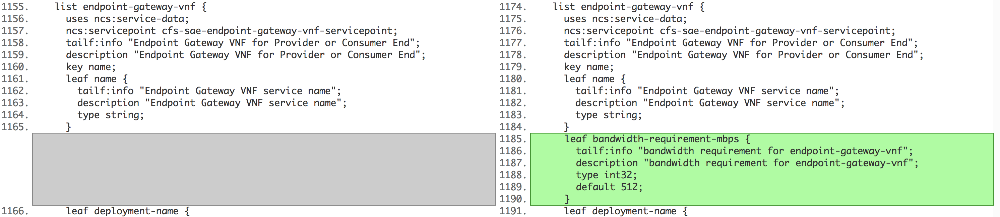 1155.    list endpoint-gateway-vnf {
1156.      uses ncs:service-data;
1157.      ncs:servicepoint cfs-sae-endpoint-gateway-vnf-servicepoint;
1158.      tailf:info "Endpoint Gateway VNF for Provider or Consumer End";
1159.      description "Endpoint Gateway VNF for Provider or Consumer End";
1160.      key name;
1161.      leaf name {
1162.        tailf:info "Endpoint Gateway VNF service name";
1163.        description "Endpoint Gateway VNF service name";
1164.        type string;
1165.      }
1166.      leaf deployment-name {
1174.    list endpoint-gateway-vnf {
1175.      uses ncs:service-data;
1176.      ncs:servicepoint cfs-sae-endpoint-gateway-vnf-servicepoint;
1177.      tailf:info "Endpoint Gateway VNF for Provider or Consumer End";
1178.      description "Endpoint Gateway VNF for Provider or Consumer End";
1179.      key name;
1180.      leaf name {
1181.        tailf:info "Endpoint Gateway VNF service name";
1182.        description "Endpoint Gateway VNF service name";
1183.        type string;
1184.      }
1185.      leaf bandwidth-requirement-mbps {
1186.        tailf:info "bandwidth requirement for endpoint-gateway-vnf";
1187.        description "bandwidth requirement for endpoint-gateway-vnf";
1188.        type int32;
1189.        default 512;
1190.      }
1191.      leaf deployment-name {